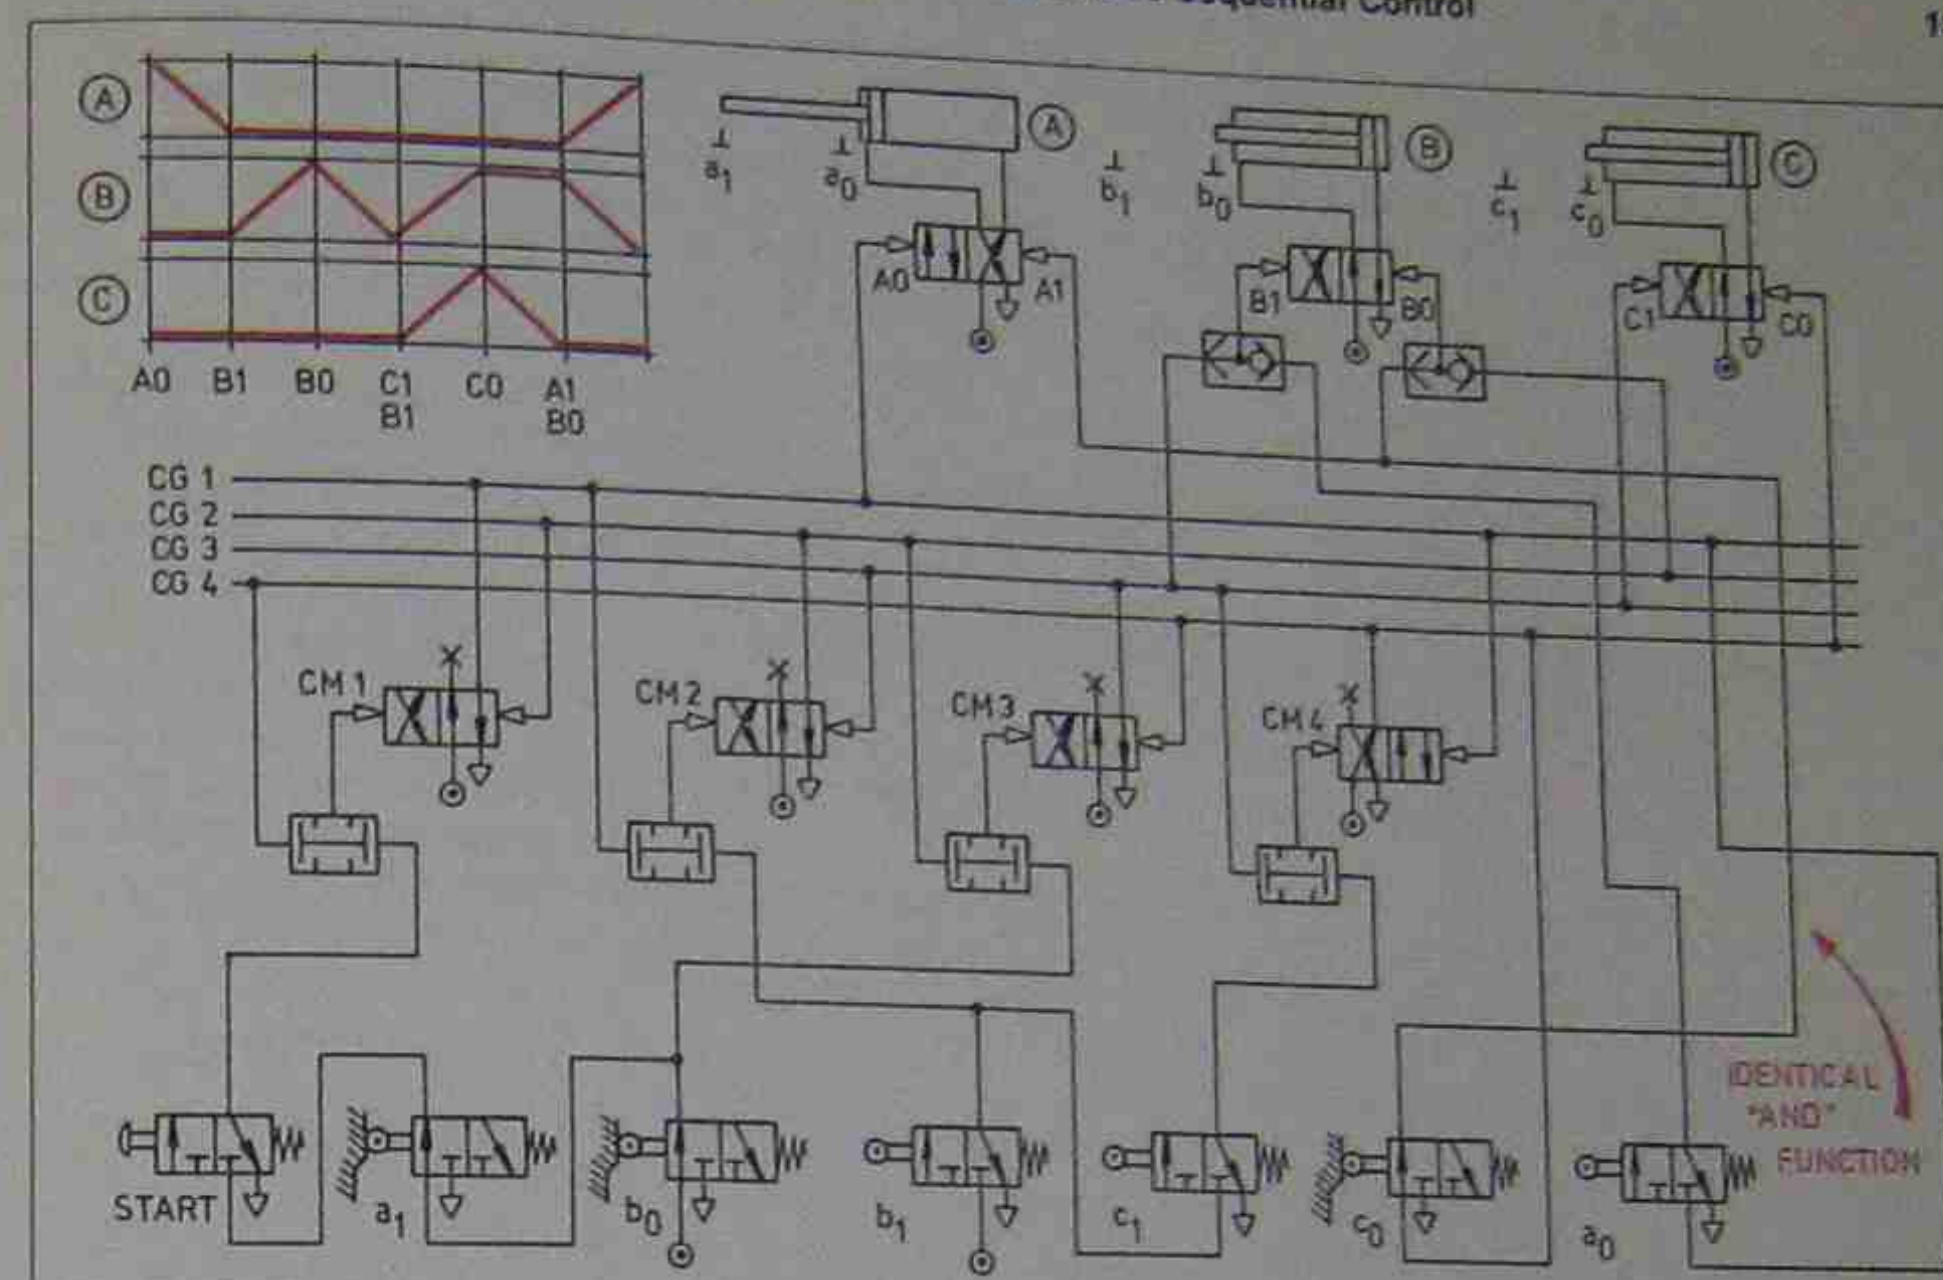 Sequential Control
A
B
C
A0 B1 B0 C1 C0 A1
B1 B0
A
a1 a0
B
b1 b0
C
c1 c0
A0 A1
B1 B0
C1 C0
CG 1
CG 2
CG 3
CG 4
CM 1
CM 2
CM 3
CM 4
IDENTICAL
"AND"
FUNCTION
START
a1
b0
b1
c1
c0
a0